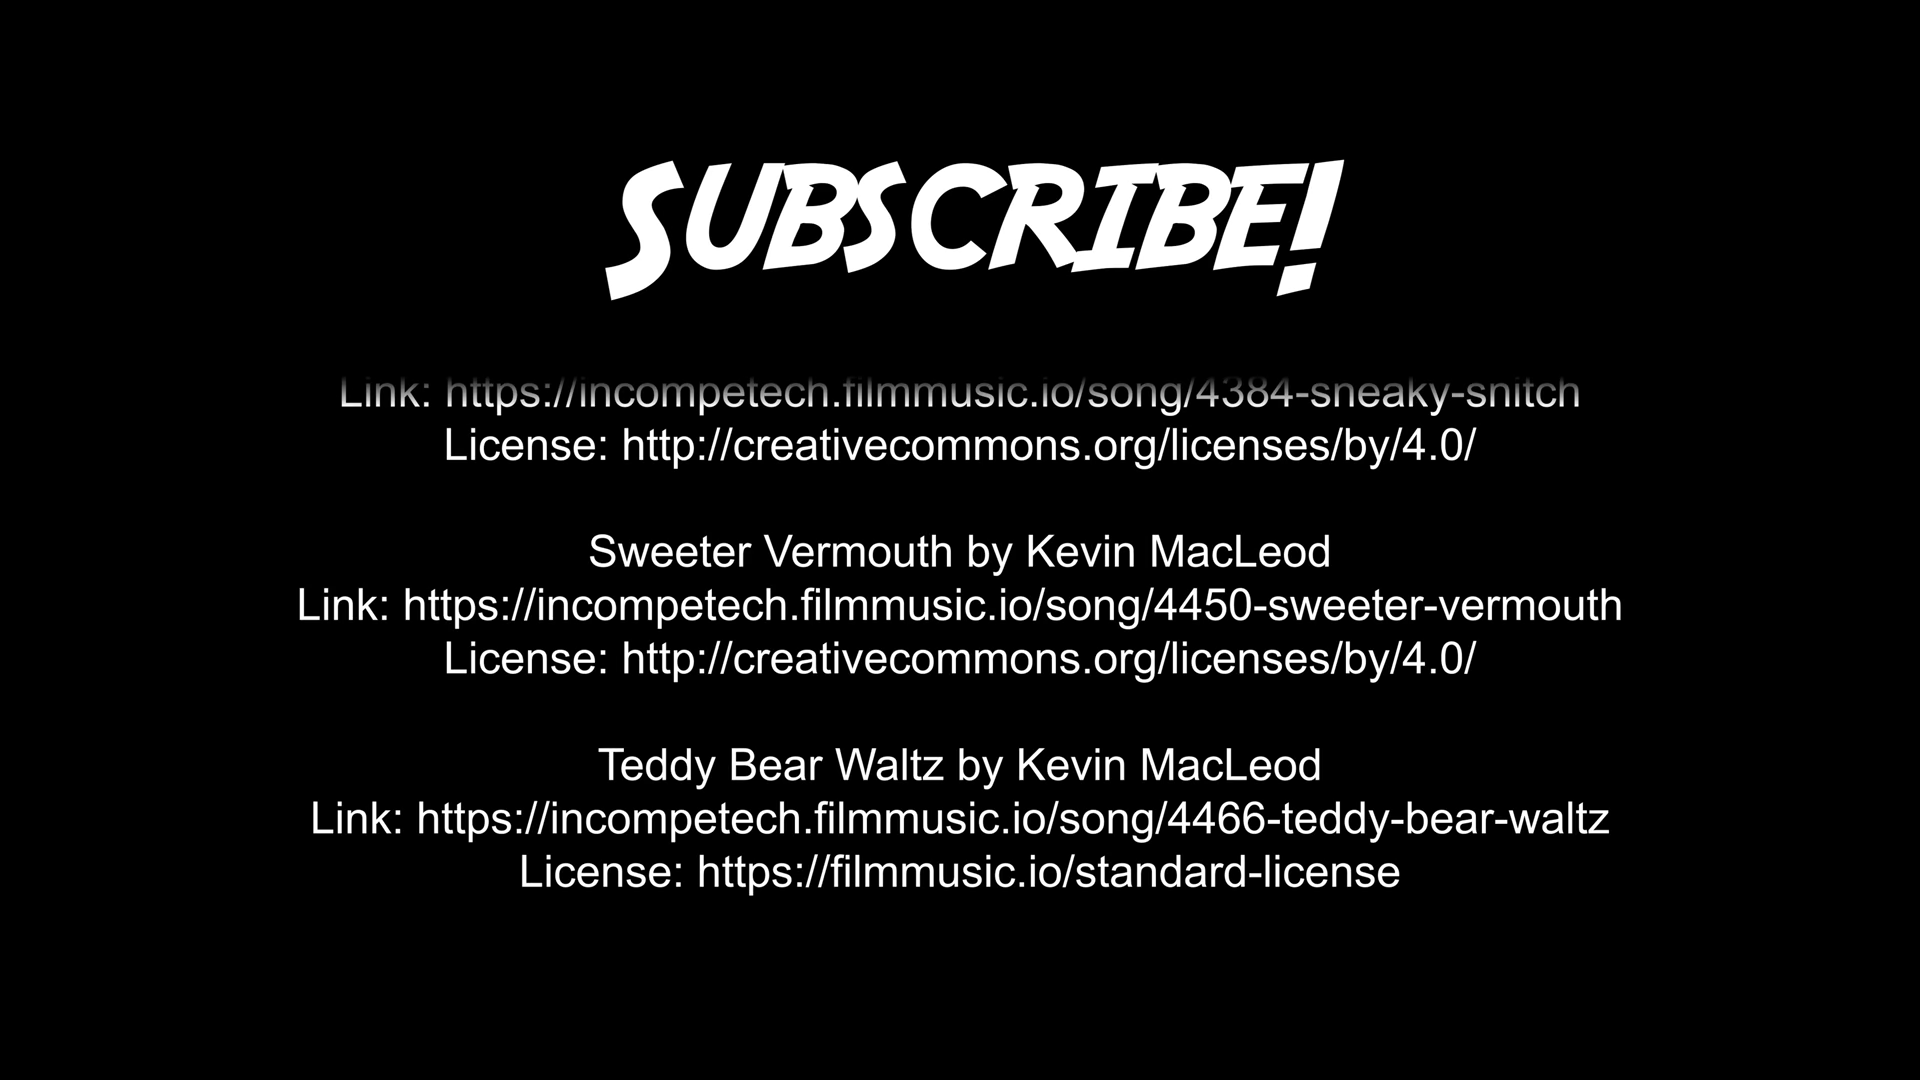 SUBSCRIBE!
Link: https://incompetech.filmmusic.io/song/4384-sneaky-snitch
License: http://creativecommons.org/licenses/by/4.0/
Sweeter Vermouth by Kevin MacLeod
Link: https://incompetech.filmmusic.io/song/4450-sweeter-vermouth
License: http://creativecommons.org/licenses/by/4.0/
Teddy Bear Waltz by Kevin MacLeod
Link: https://incompetech.filmmusic.io/song/4466-teddy-bear-waltz
License: https://filmmusic.io/standard-license